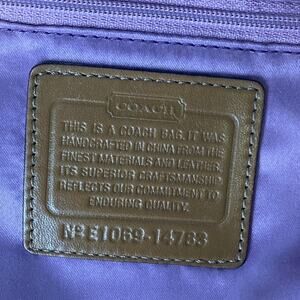 COACH
THIS IS A COACH BAG. IT WAS
HANDCRAFTED IN CHINA FROM THE
FINEST MATERIALS AND LEATHER.
ITS SUPERIOR CRAFTSMANSHIP
REFLECTS OUR COMMITMENT TO
ENDURING QUALITY.
Nº E1069-14783